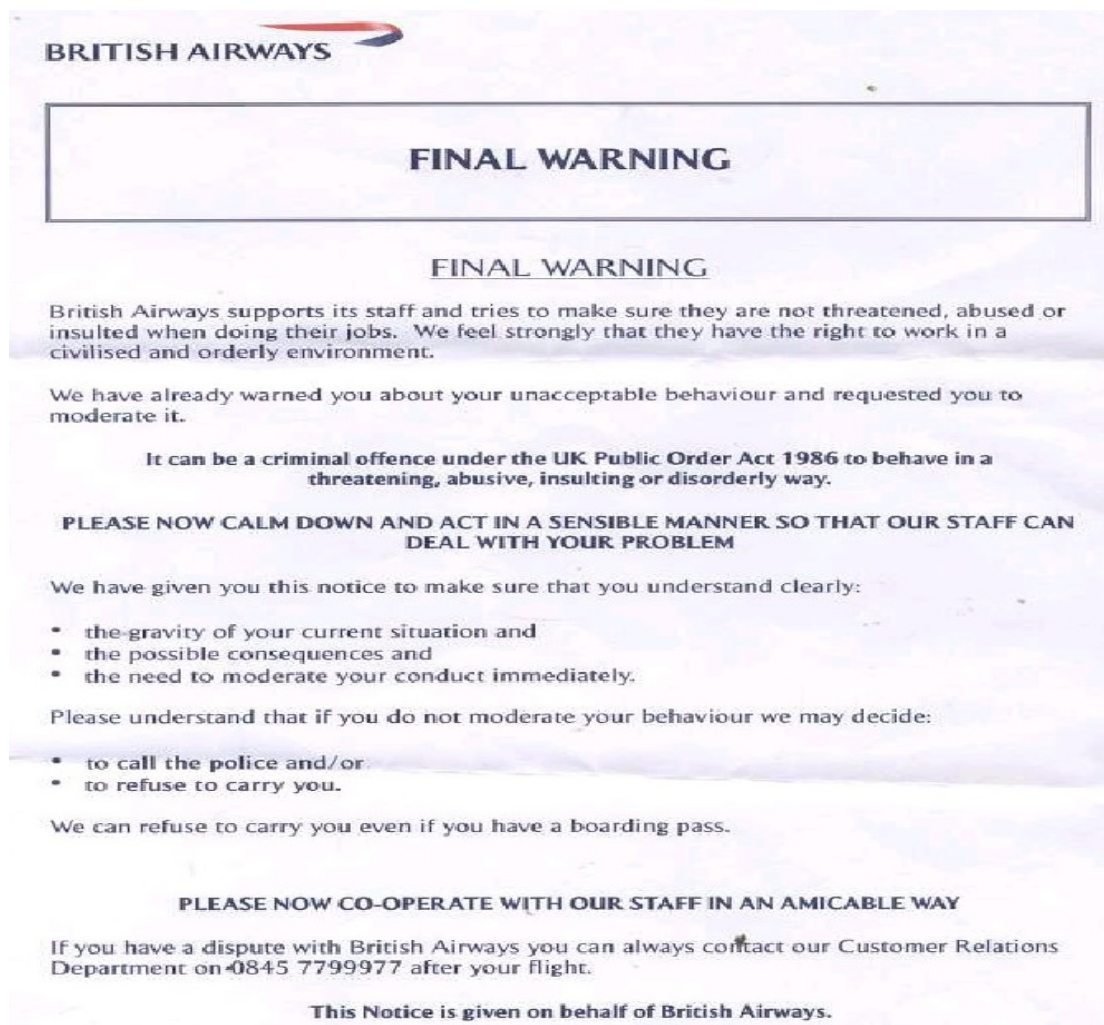 BRITISH AIRWAYS
FINAL WARNING
FINAL WARNING
British Airways supports its staff and tries to make sure they are not threatened, abused or
insulted when doing their jobs. We feel strongly that they have the right to work in a
civilised and orderly environment.
We have already warned you about your unacceptable behaviour and requested you to
moderate it.
It can be a criminal offence under the UK Public Order Act 1986 to behave in a
threatening, abusive, insulting or disorderly way.
PLEASE NOW CALM DOWN AND ACT IN A SENSIBLE MANNER SO THAT OUR STAFF CAN
DEAL WITH YOUR PROBLEM
We have given you this notice to make sure that you understand clearly:
• the gravity of your current situation and
• the possible consequences and
• the need to moderate your conduct immediately.
Please understand that if you do not moderate your behaviour we may decide:
• to call the police and/or
• to refuse to carry you.
We can refuse to carry you even if you have a boarding pass.
PLEASE NOW CO-OPERATE WITH OUR STAFF IN AN AMICABLE WAY
If you have a dispute with British Airways you can always contact our Customer Relations
Department on 0845 7799977 after your flight.
This Notice is given on behalf of British Airways.